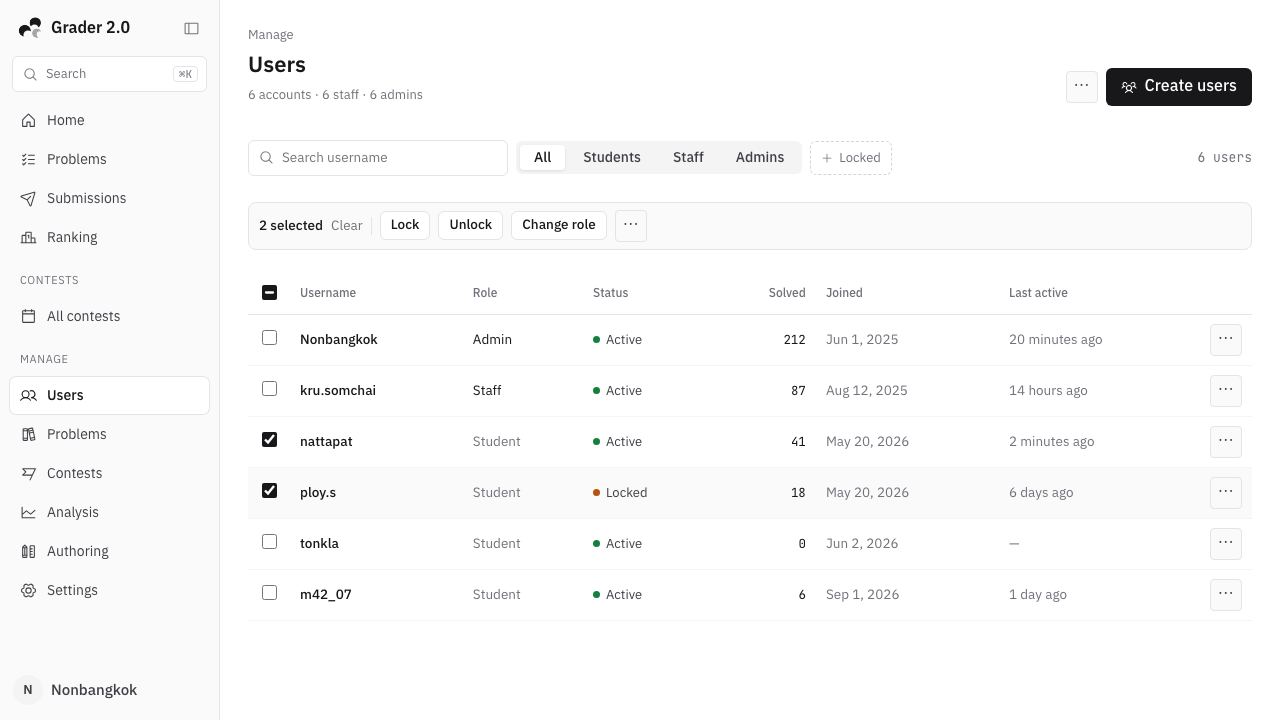 Grader 2.0
Search ⌘K
Home
Problems
Submissions
Ranking
CONTESTS
All contests
MANAGE
Users
Problems
Contests
Analysis
Authoring
Settings
N Nonbangkok
Manage
Users
6 accounts · 6 staff · 6 admins
··· Create users
Search username All Students Staff Admins + Locked 6 users
2 selected Clear Lock Unlock Change role ···
Username Role Status Solved Joined Last active
Nonbangkok Admin Active 212 Jun 1, 2025 20 minutes ago ···
kru.somchai Staff Active 87 Aug 12, 2025 14 hours ago ···
nattapat Student Active 41 May 20, 2026 2 minutes ago ···
ploy.s Student Locked 18 May 20, 2026 6 days ago ···
tonkla Student Active 0 Jun 2, 2026 — ···
m42_07 Student Active 6 Sep 1, 2026 1 day ago ···